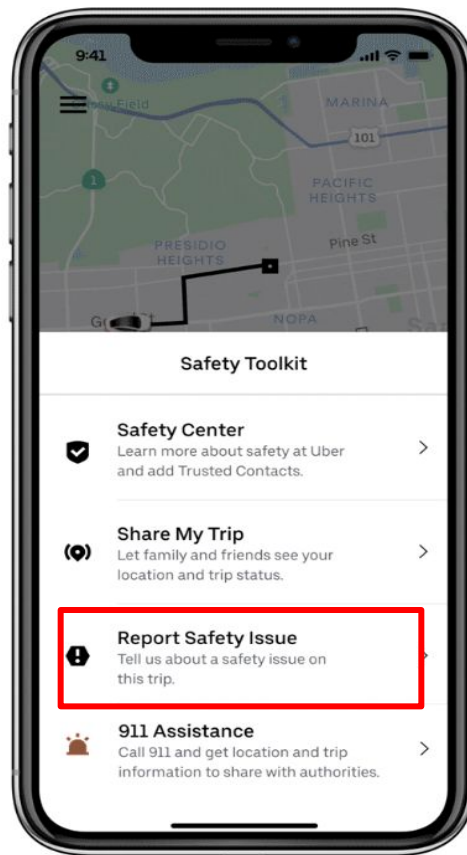 9:41
MARINA
101
1
PACIFIC
HEIGHTS
PRESIDIO
HEIGHTS
Pine St
NOPA
Safety Toolkit
Safety Center
Learn more about safety at Uber
and add Trusted Contacts.
Share My Trip
Let family and friends see your
location and trip status.
Report Safety Issue
Tell us about a safety issue on
this trip.
911 Assistance
Call 911 and get location and trip
information to share with authorities.